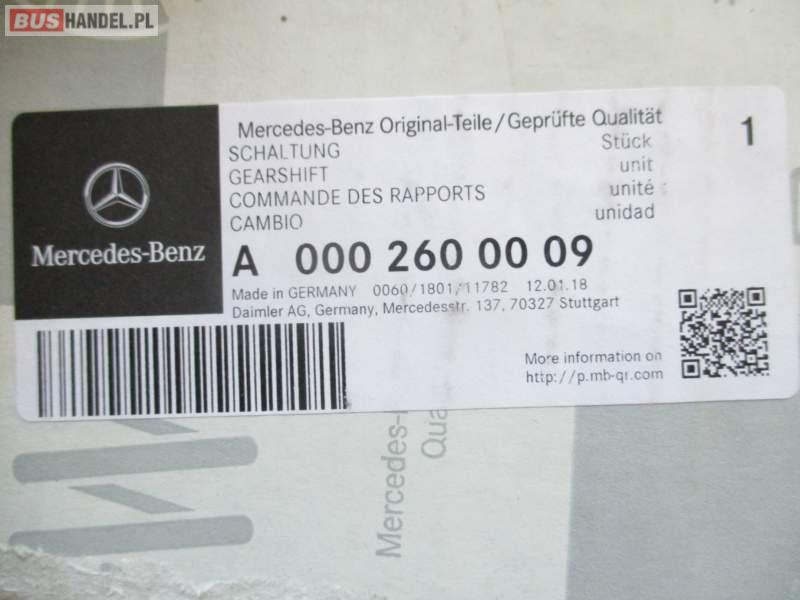 BUSHANDEL.PL
Mercedes-Benz Original-Teile/Geprüfte Qualität
SCHALTUNG Stück 1
GEARSHIFT unit
COMMANDE DES RAPPORTS unité
CAMBIO unidad
Mercedes-Benz
A 000 260 00 09
Made in GERMANY 0060/1801/11782 12.01.18
Daimler AG, Germany, Mercedesstr. 137, 70327 Stuttgart
More information on
http://p.mb-qr.com
Mercedes-
Qua